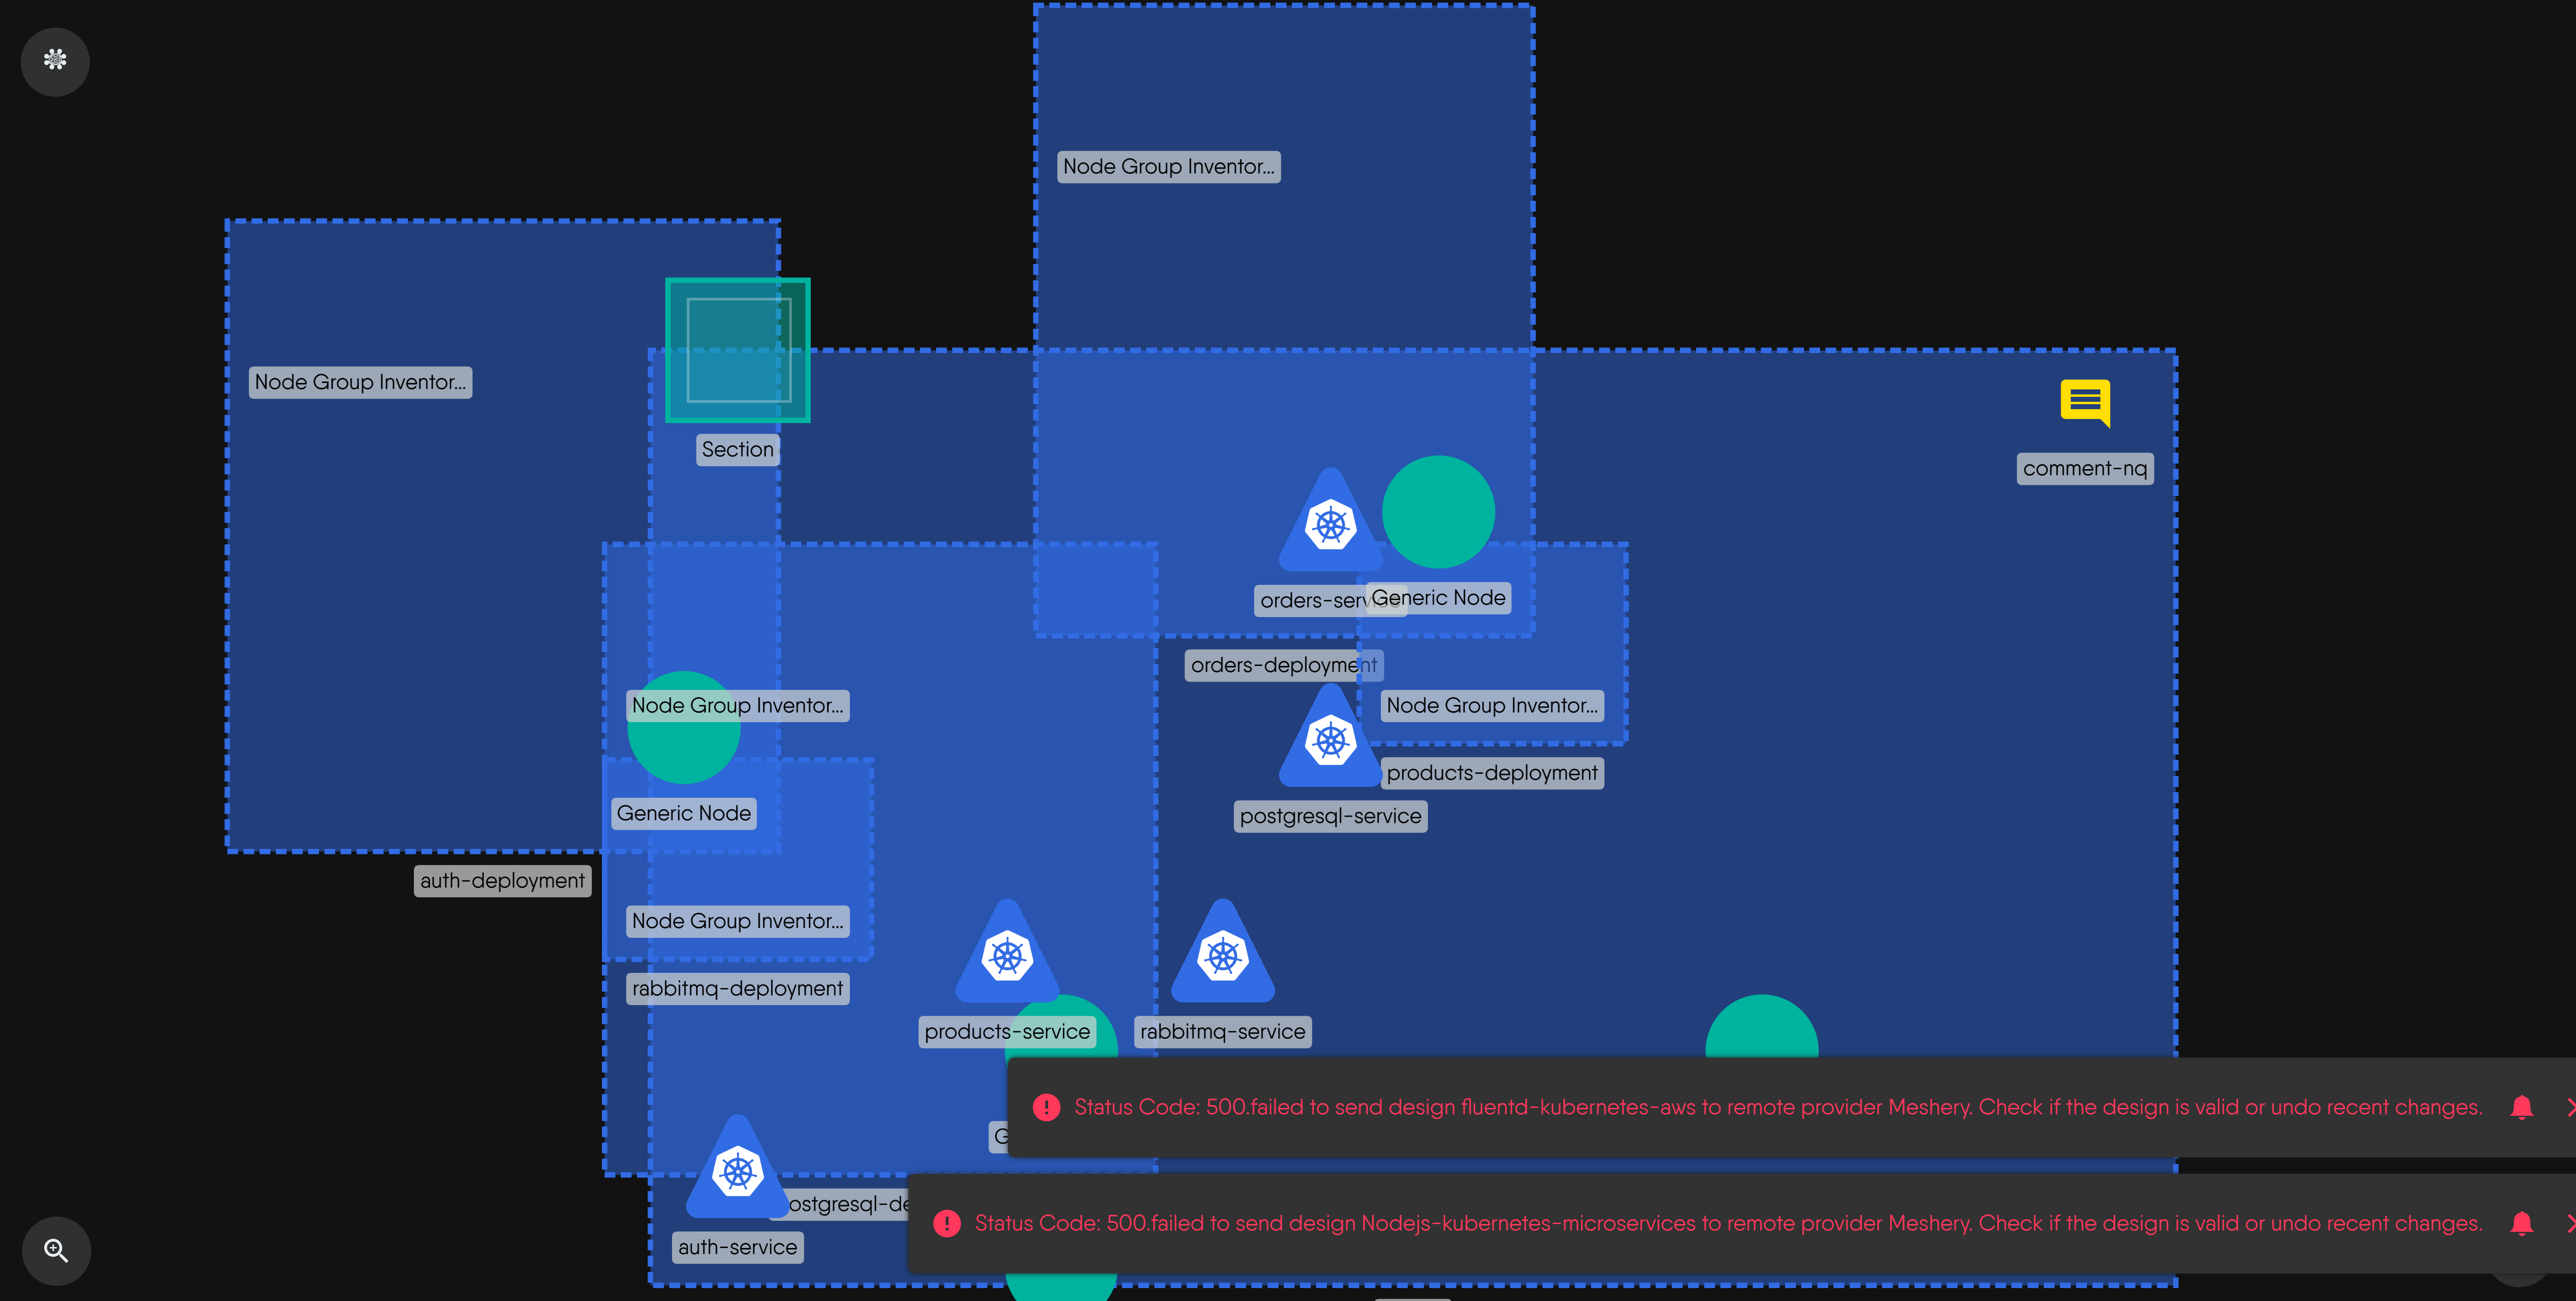 Node Group Inventor...
Node Group Inventor...
Section
comment-nq
orders-service
Generic Node
orders-deployment
Node Group Inventor...
Node Group Inventor...
products-deployment
Generic Node
postgresql-service
auth-deployment
Node Group Inventor...
rabbitmq-deployment
products-service
rabbitmq-service
Status Code: 500.failed to send design fluentd-kubernetes-aws to remote provider Meshery. Check if the design is valid or undo recent changes.
G
ostgresql-de
Status Code: 500.failed to send design Nodejs-kubernetes-microservices to remote provider Meshery. Check if the design is valid or undo recent changes.
auth-service